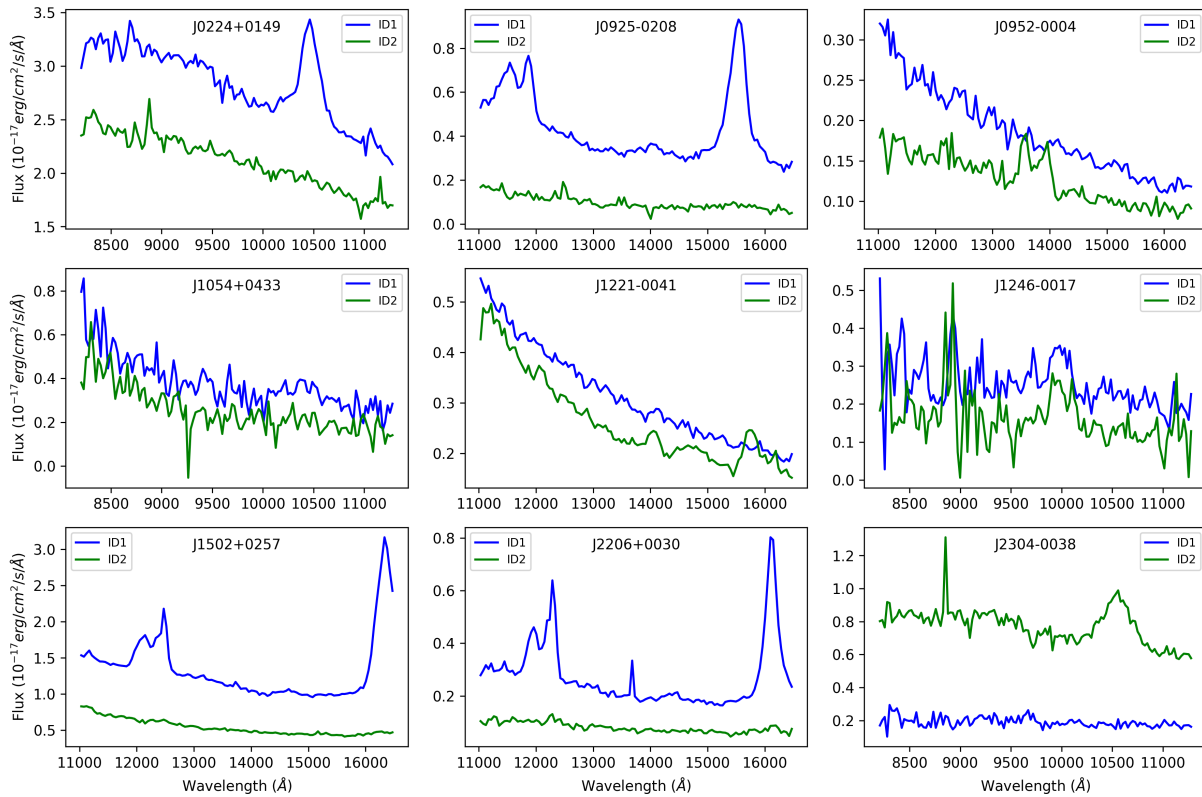 J0224+0149
ID1
ID2
Flux (10⁻¹⁷erg/cm²/s/Å)
3.5
3.0
2.5
2.0
1.5
8500 9000 9500 10000 10500 11000
J0925-0208
ID1
ID2
0.8
0.6
0.4
0.2
0.0
11000 12000 13000 14000 15000 16000
J0952-0004
ID1
ID2
0.30
0.25
0.20
0.15
0.10
11000 12000 13000 14000 15000 16000
J1054+0433
ID1
ID2
Flux (10⁻¹⁷erg/cm²/s/Å)
0.8
0.6
0.4
0.2
0.0
8500 9000 9500 10000 10500 11000
J1221-0041
ID1
ID2
0.5
0.4
0.3
0.2
11000 12000 13000 14000 15000 16000
J1246-0017
ID1
ID2
0.5
0.4
0.3
0.2
0.1
0.0
8500 9000 9500 10000 10500 11000
J1502+0257
ID1
ID2
Flux (10⁻¹⁷erg/cm²/s/Å)
3.0
2.5
2.0
1.5
1.0
0.5
11000 12000 13000 14000 15000 16000
Wavelength (Å)
J2206+0030
ID1
ID2
0.8
0.6
0.4
0.2
11000 12000 13000 14000 15000 16000
Wavelength (Å)
J2304-0038
ID1
ID2
1.2
1.0
0.8
0.6
0.4
0.2
8500 9000 9500 10000 10500 11000
Wavelength (Å)